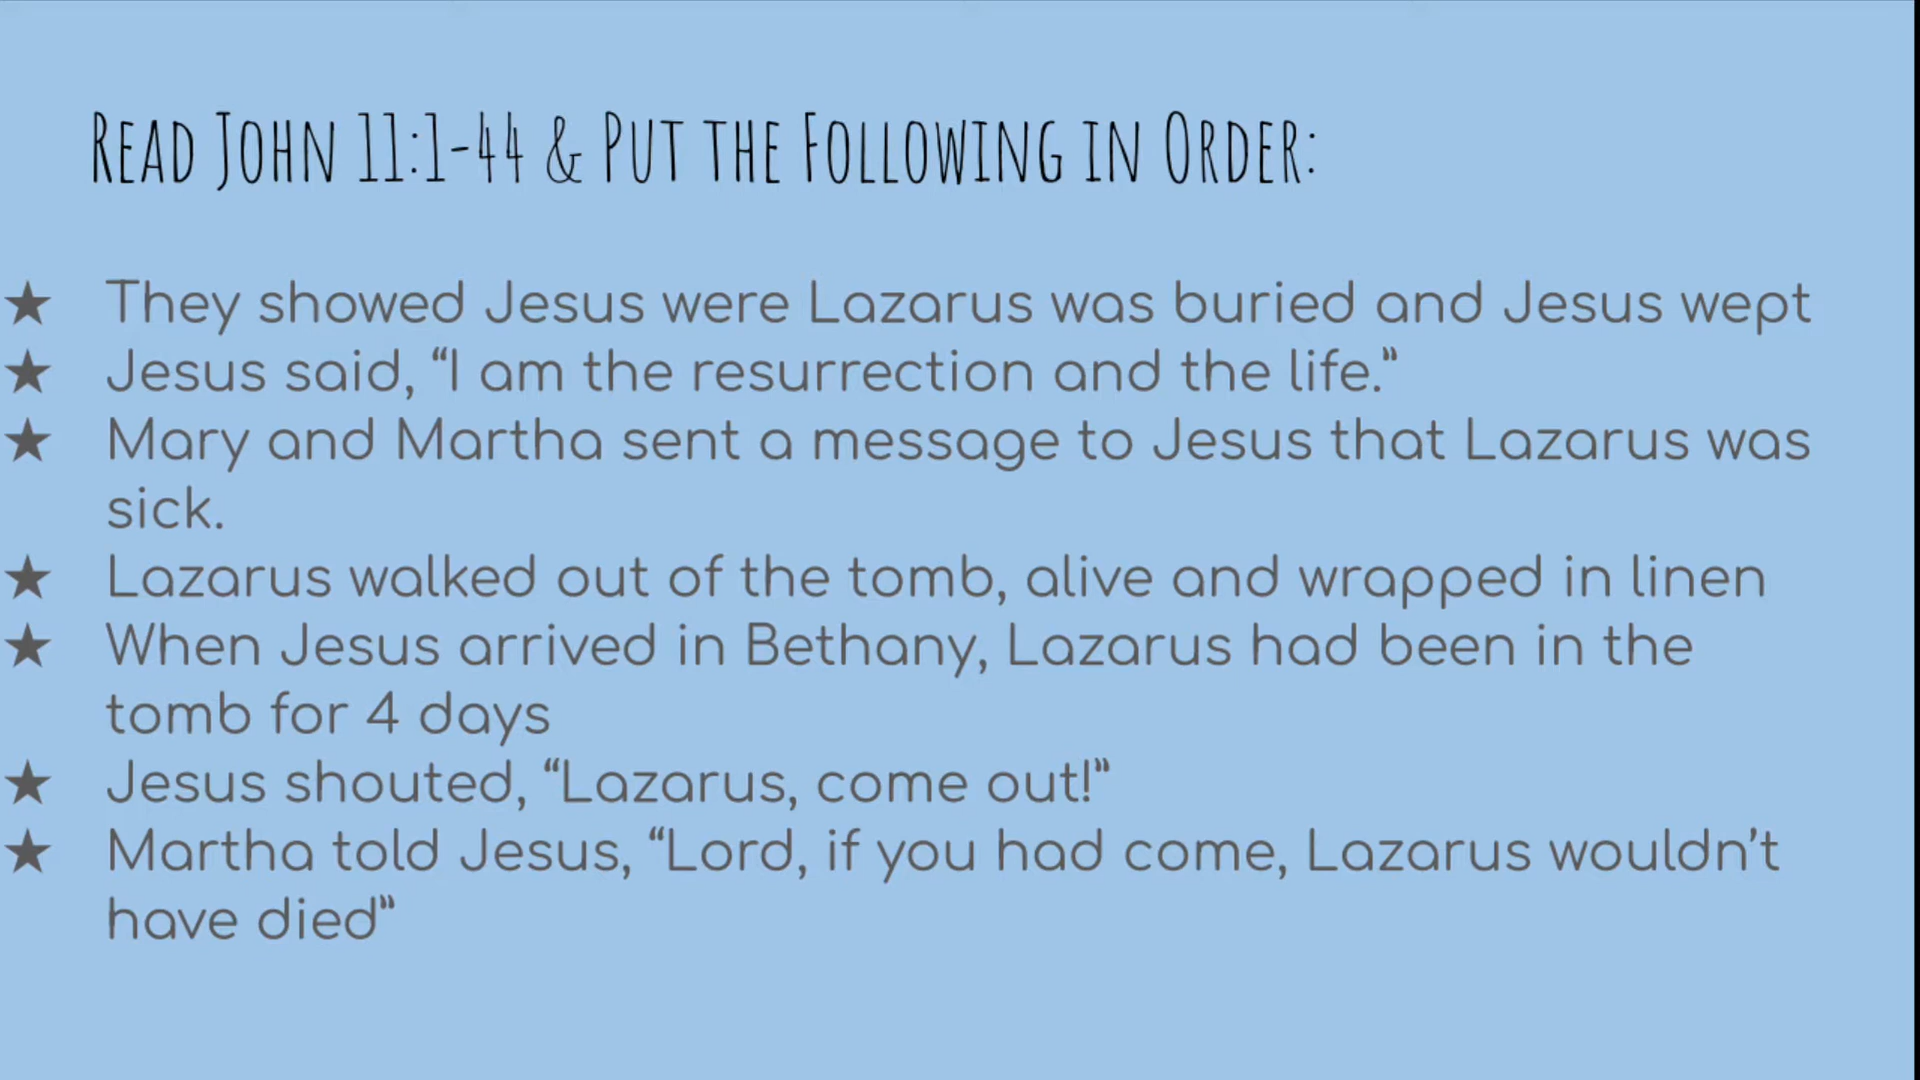 Read John 11:1-44 & Put the Following in Order:
★ They showed Jesus were Lazarus was buried and Jesus wept
★ Jesus said, “I am the resurrection and the life.”
★ Mary and Martha sent a message to Jesus that Lazarus was
sick.
★ Lazarus walked out of the tomb, alive and wrapped in linen
★ When Jesus arrived in Bethany, Lazarus had been in the
tomb for 4 days
★ Jesus shouted, “Lazarus, come out!”
★ Martha told Jesus, “Lord, if you had come, Lazarus wouldn’t
have died”